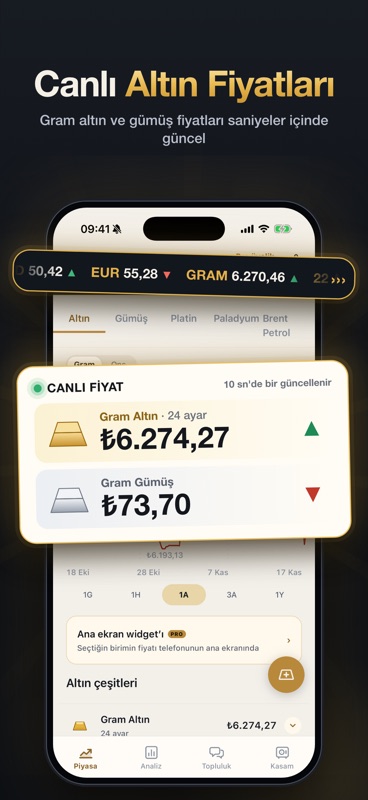 Canlı Altın Fiyatları
Gram altın ve gümüş fiyatları saniyeler içinde
güncel
09:41
50,42 ▲ EUR 55,28 ▼ GRAM 6.270,46 ▲ 22 ›››
Altın Gümüş Platin Paladyum Brent
Petrol
Gram Ons
CANLI FİYAT 10 sn'de bir güncellenir
Gram Altın · 24 ayar
₺6.274,27 ▲
Gram Gümüş
₺73,70 ▼
₺6.193,13
18 Eki 28 Eki 7 Kas 17 Kas
1G 1H 1A 3A 1Y
Ana ekran widget'ı PRO
Seçtiğin birimin fiyatı telefonunun ana ekranında ›
Altın çeşitleri
Gram Altın ₺6.274,27
24 ayar
Piyasa Analiz Topluluk Kasam